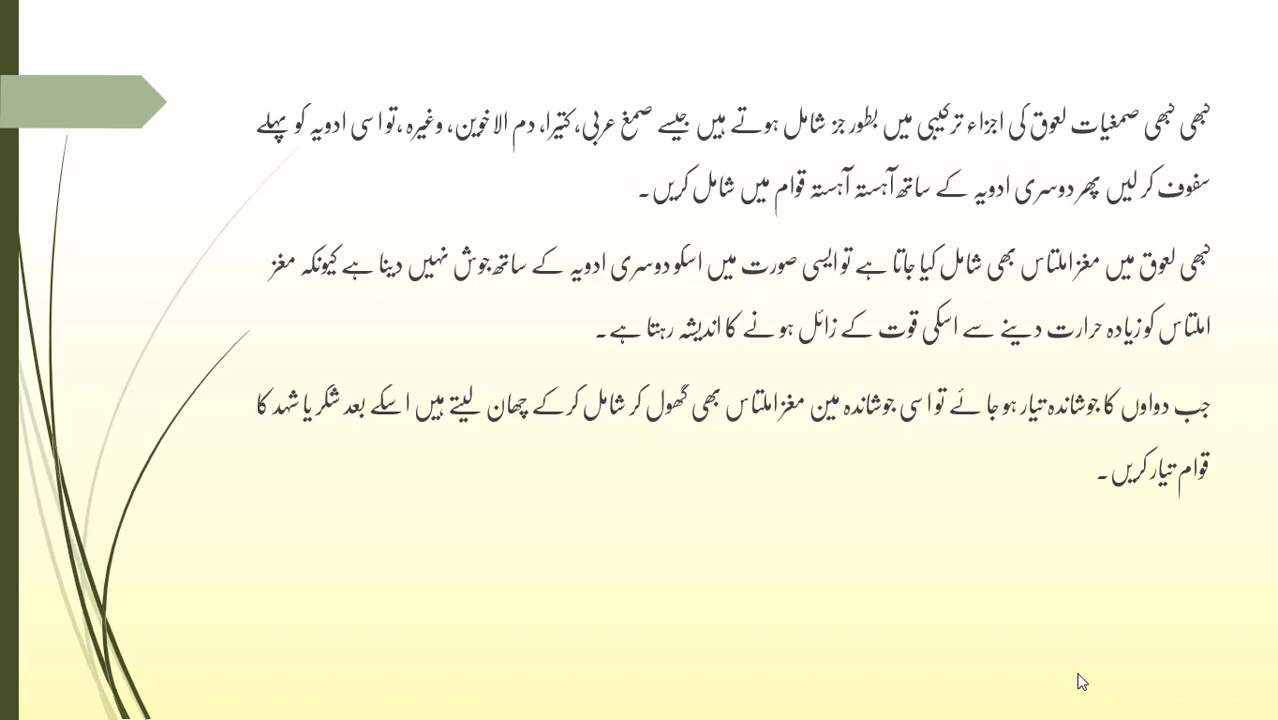 کبھی کبھی صمغیات لعوق کی اجزاء ترکیبی میں بطور جز شامل ہوتے ہیں جیسے صمغ عربی، کتیرا، دم الاخوین، وغیرہ ،تو اسی ادویہ کو پہلے
سفوف کر لیں پھر دوسری ادویہ کے ساتھ آہستہ آہستہ قوام میں شامل کریں۔
کبھی لعوق میں مغز املتاس بھی شامل کیا جاتا ہے تو ایسی صورت میں اسکو دوسری ادویہ کے ساتھ جوش نہیں دینا ہے کیونکہ مغز
املتاس کو زیادہ حرارت دینے سے اسکی قوت کے زائل ہونے کا اندیشہ رہتا ہے۔
جب دواوں کا جوشاندہ تیار ہو جائے تو اسی جوشاندہ مین مغز املتاس بھی گھول کر شامل کرکے چھان لیتے ہیں اسکے بعد شکر یا شہد کا
قوام تیار کریں۔